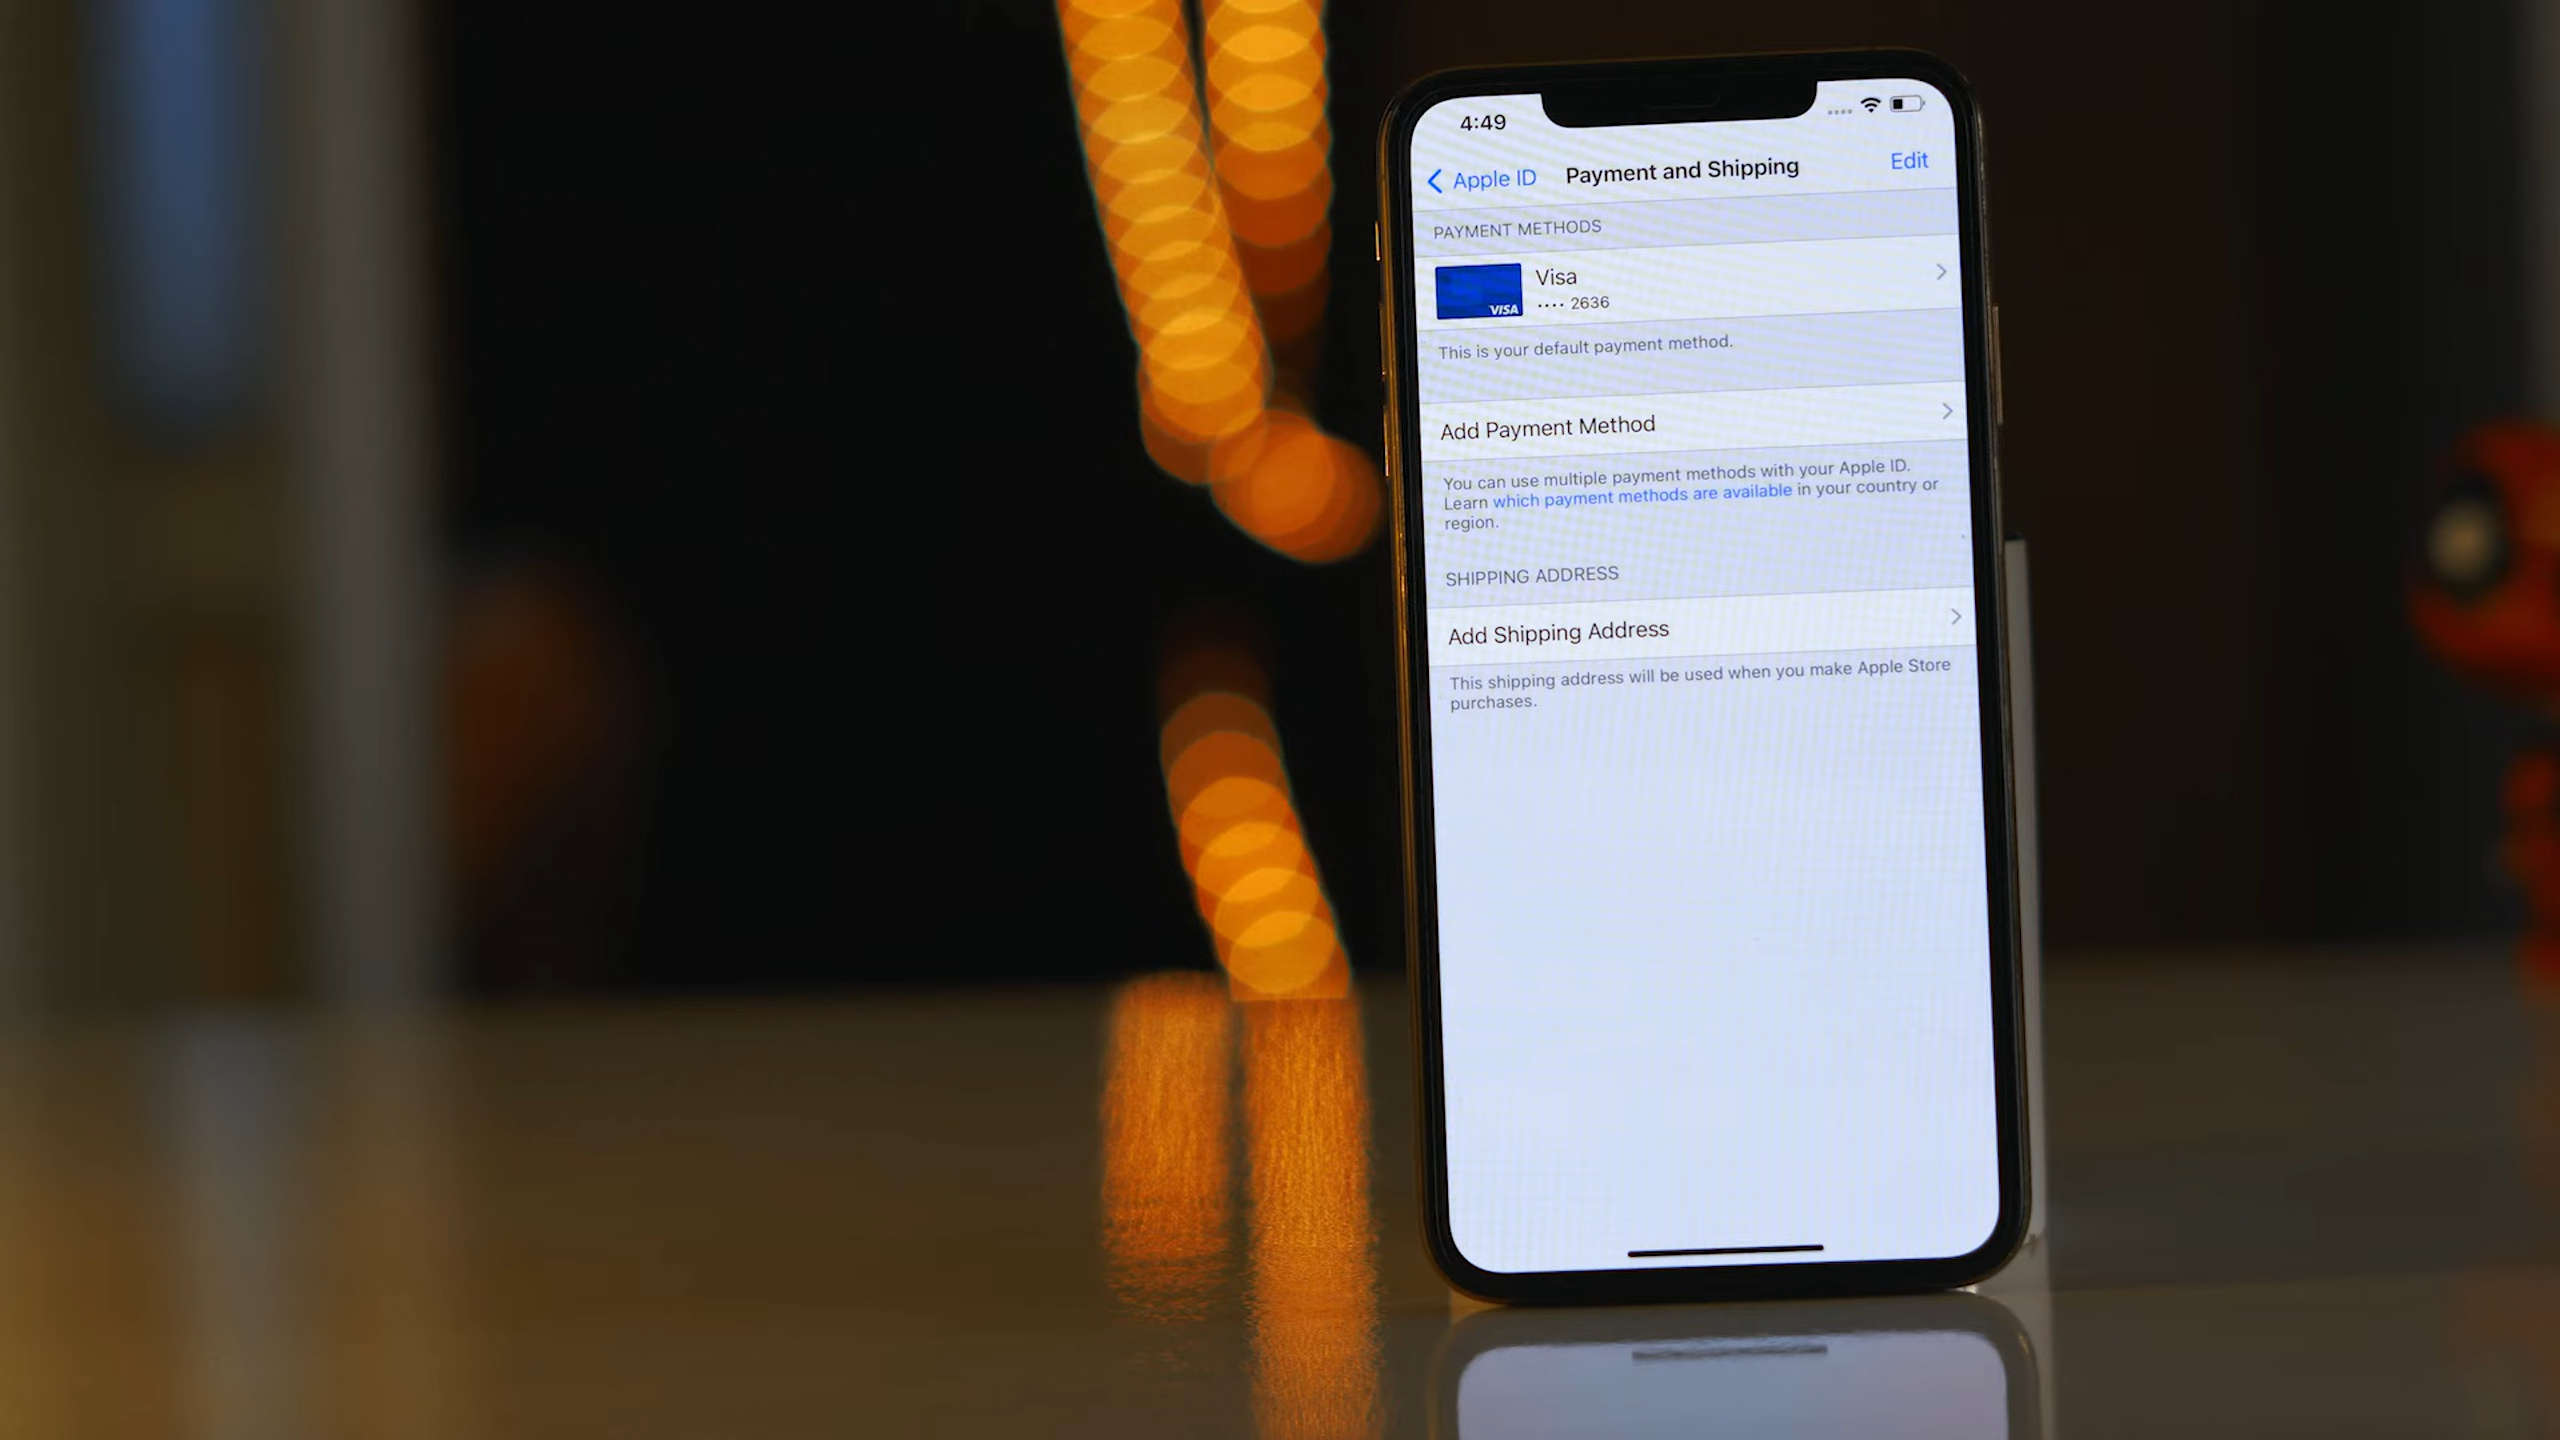 4:49
Apple ID Payment and Shipping Edit
PAYMENT METHODS
Visa
VISA •••• 2636
This is your default payment method.
Add Payment Method
You can use multiple payment methods with your Apple ID.
Learn which payment methods are available in your country or
region.
SHIPPING ADDRESS
Add Shipping Address
This shipping address will be used when you make Apple Store
purchases.